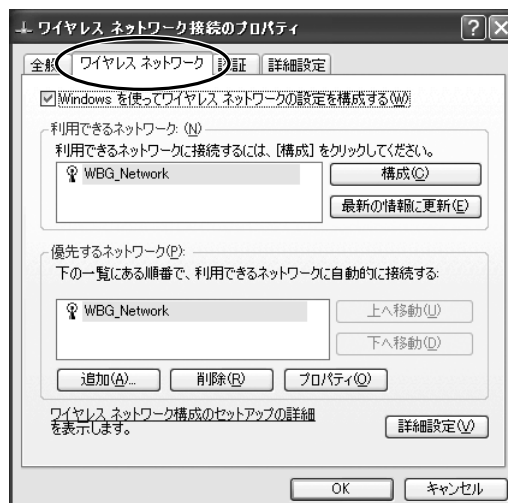 ワイヤレス ネットワーク接続のプロパティ
全般 ワイヤレス ネットワーク 認証 詳細設定
Windows を使ってワイヤレス ネットワークの設定を構成する(W)
利用できるネットワーク: (N)
利用できるネットワークに接続するには、[構成] をクリックしてください。
WBG_Network
構成(C)
最新の情報に更新(E)
優先するネットワーク(P):
下の一覧にある順番で、利用できるネットワークに自動的に接続する:
WBG_Network
上へ移動(U)
下へ移動(D)
追加(A)... 削除(R) プロパティ(O)
ワイヤレス ネットワーク構成のセットアップの詳細
を表示します。
詳細設定(V)
OK キャンセル